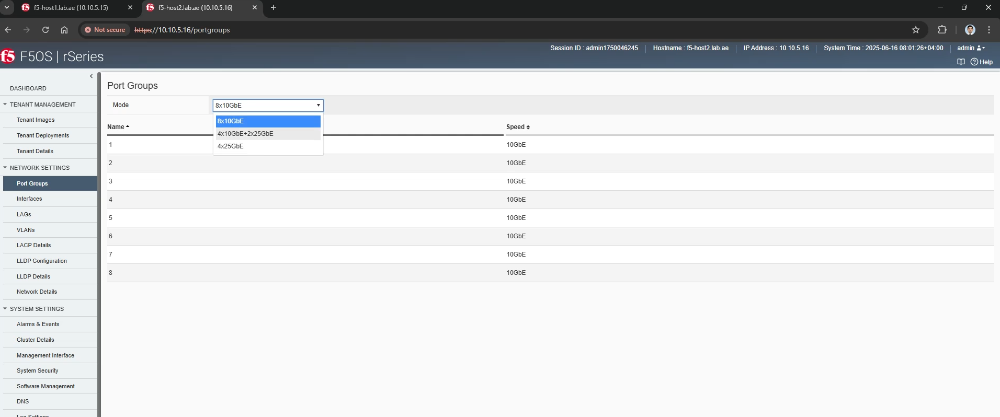 f5-host1.lab.ae (10.10.5.15)
f5-host2.lab.ae (10.10.5.16)
Not secure https://10.10.5.16/portgroups
f5 F5OS | rSeries
Session ID : admin1750046245
Hostname : f5-host2.lab.ae
IP Address : 10.10.5.16
System Time : 2025-06-16 08:01:26+04:00
admin
Help
DASHBOARD
TENANT MANAGEMENT
Tenant Images
Tenant Deployments
Tenant Details
NETWORK SETTINGS
Port Groups
Interfaces
LAGs
VLANs
LACP Details
LLDP Configuration
LLDP Details
Network Details
SYSTEM SETTINGS
Alarms & Events
Cluster Details
Management Interface
System Security
Software Management
DNS
Log Settings
Port Groups
Mode 8x10GbE
8x10GbE
4x10GbE+2x25GbE
4x25GbE
Name Speed
1 10GbE
2 10GbE
3 10GbE
4 10GbE
5 10GbE
6 10GbE
7 10GbE
8 10GbE